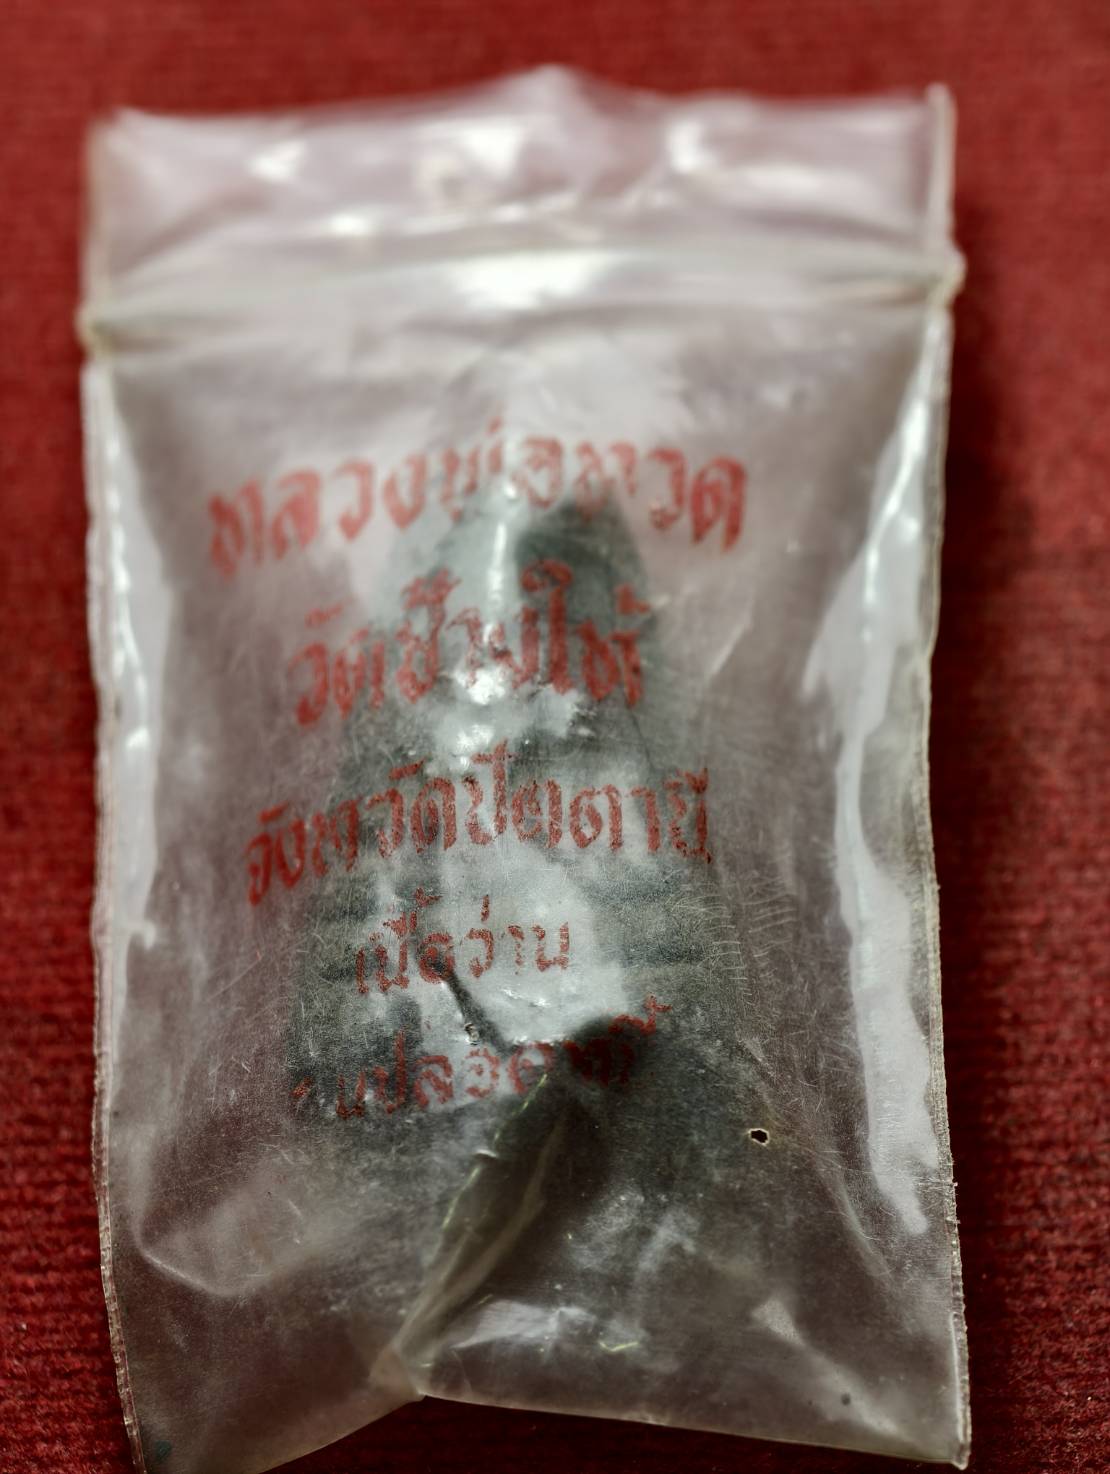 หลวงพ่อทวด
วัดช้างให้
จังหวัดปัตตานี
เนื้อว่าน